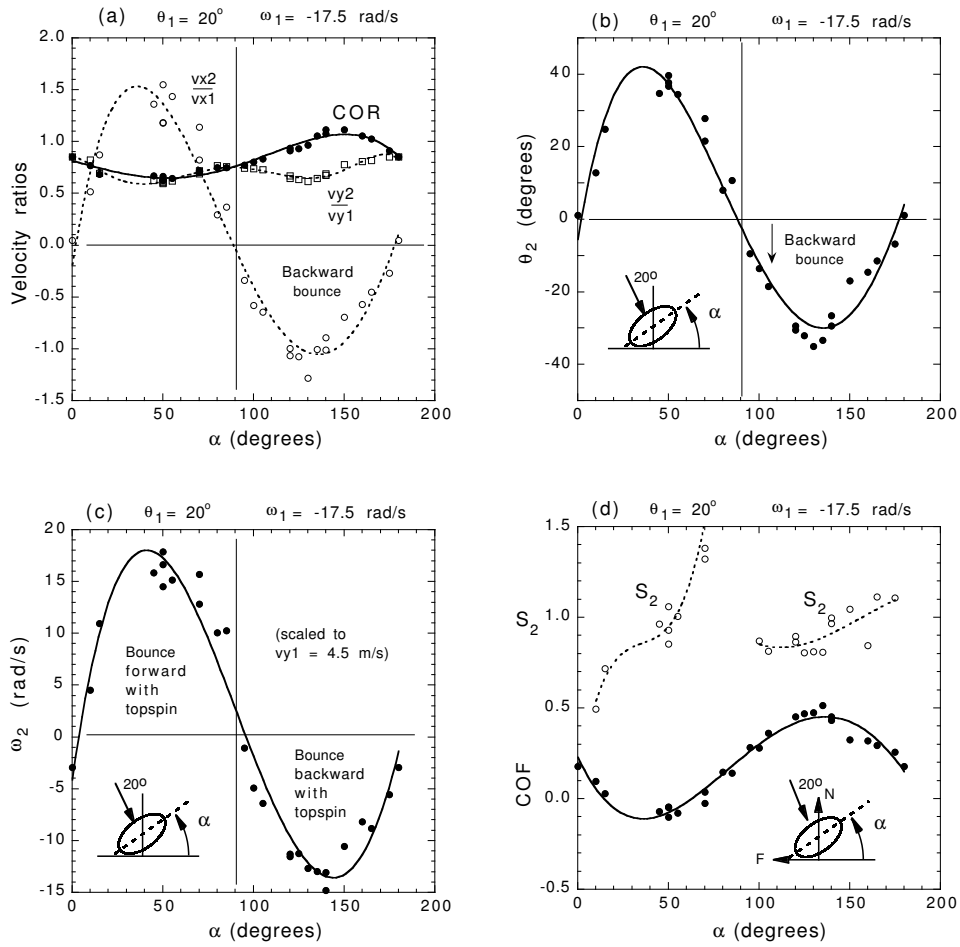 (a) θ1 = 20° ω1 = -17.5 rad/s
2.0
1.5
1.0
0.5
0.0
-0.5
-1.0
-1.5
Velocity ratios
vx2
vx1
COR
vy2
vy1
Backward
bounce
0 50 100 150 200
α (degrees)
(b) θ1 = 20° ω1 = -17.5 rad/s
40
20
0
-20
-40
θ2 (degrees)
Backward
bounce
20°
α
0 50 100 150 200
α (degrees)
(c) θ1 = 20° ω1 = -17.5 rad/s
20
15
10
5
0
-5
-10
-15
ω2 (rad/s)
(scaled to
vy1 = 4.5 m/s)
Bounce
forward
with
topspin
Bounce
backward
with
topspin
20°
α
0 50 100 150 200
α (degrees)
(d) θ1 = 20° ω1 = -17.5 rad/s
1.5
1.0
0.5
0.0
-0.5
S2
COF
S2
S2
20°
N
α
F
0 50 100 150 200
α (degrees)